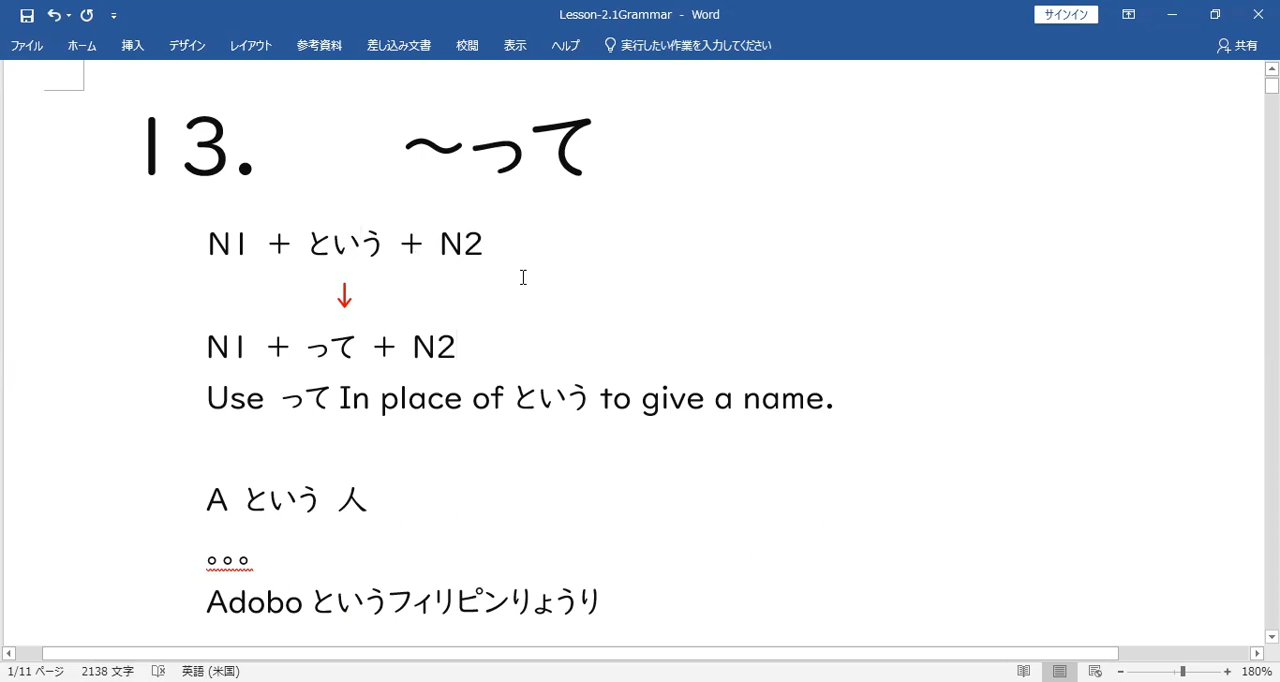 Lesson-2.1Grammar - Word
サインイン
ファイル ホーム 挿入 デザイン レイアウト 参考資料 差し込み文書 校閲 表示 ヘルプ 実行したい作業を入力してください 共有
13. ～って
N1 ＋ という ＋ N2
↓
N1 ＋ って ＋ N2
Use って In place of という to give a name.
A という 人
。。。
Adobo というフィリピンりょうり
1/11 ページ 2138 文字 英語 (米国) 180%